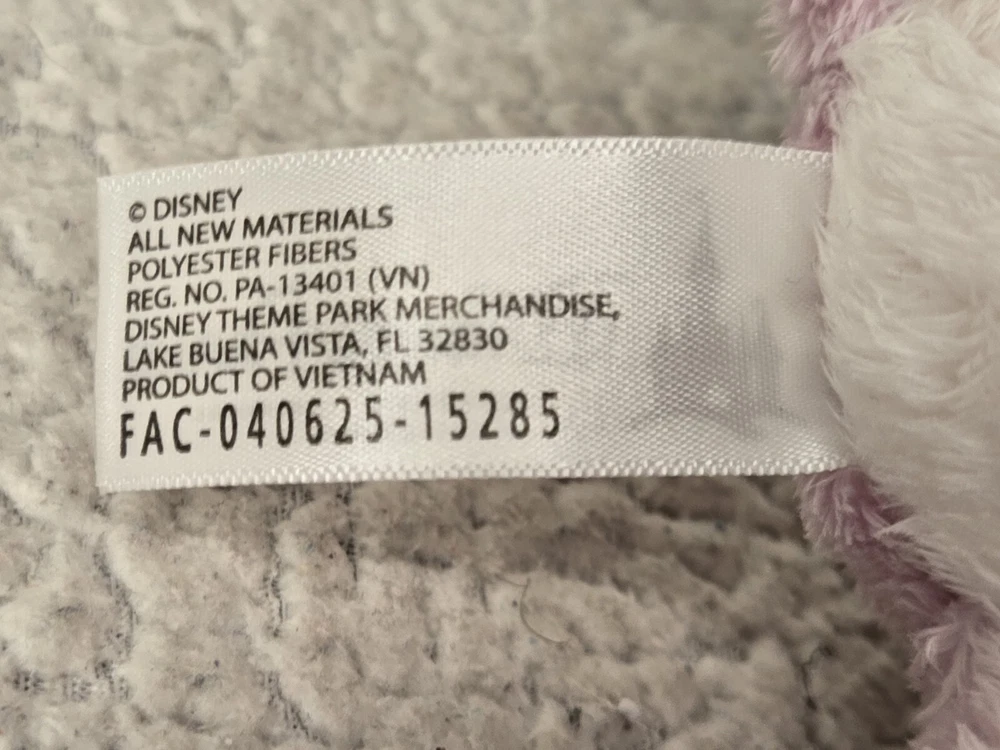 © DISNEY
ALL NEW MATERIALS
POLYESTER FIBERS
REG. NO. PA-13401 (VN)
DISNEY THEME PARK MERCHANDISE,
LAKE BUENA VISTA, FL 32830
PRODUCT OF VIETNAM
FAC-040625-15285